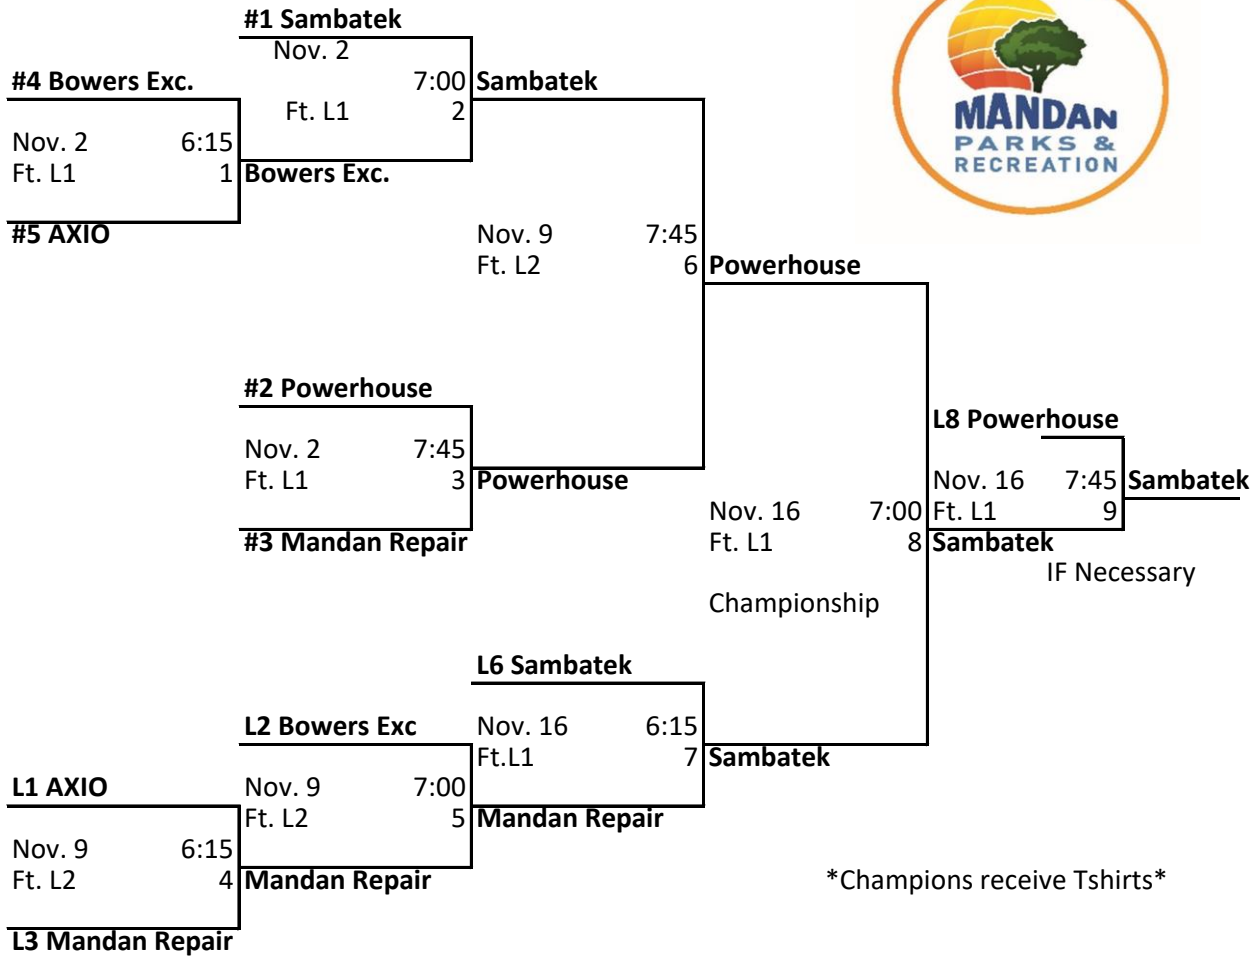 #1 Sambatek
Nov. 2
#4 Bowers Exc.
7:00 Sambatek
Ft. L1 2
MANDAN
PARKS &
RECREATION
Nov. 2 6:15
Ft. L1 1 Bowers Exc.
#5 AXIO
Nov. 9 7:45
Ft. L2 6 Powerhouse
#2 Powerhouse
L8 Powerhouse
Nov. 2 7:45
Ft. L1 3 Powerhouse
Nov. 16 7:45 Sambatek
Nov. 16 7:00 Ft. L1 9
#3 Mandan Repair
Ft. L1 8 Sambatek
IF Necessary
Championship
L6 Sambatek
L2 Bowers Exc
Nov. 16 6:15
Ft.L1 7 Sambatek
L1 AXIO
Nov. 9 7:00
Ft. L2 5 Mandan Repair
Nov. 9 6:15
Ft. L2 4 Mandan Repair
*Champions receive Tshirts*
L3 Mandan Repair